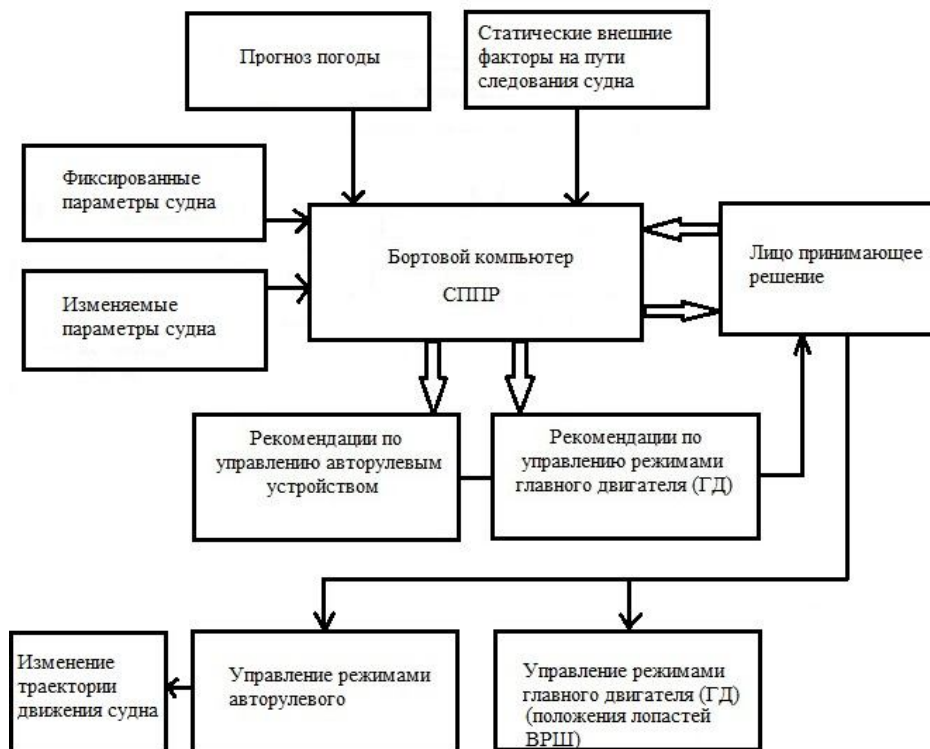 Прогноз погоды
Статические внешние
факторы на пути
следования судна
Фиксированные
параметры судна
Изменяемые
параметры судна
Бортовой компьютер
СППР
Лицо принимающее
решение
Рекомендации по
управлению авторулевым
устройством
Рекомендации по
управлению режимами
главного двигателя (ГД)
Изменение
траектории
движения судна
Управление режимами
авторулевого
Управление режимами
главного двигателя (ГД)
(положения лопастей
ВРШ)